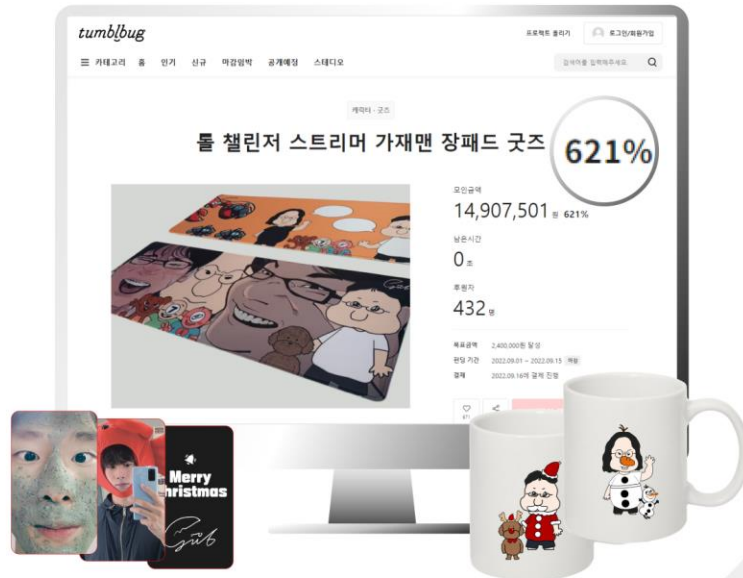 tumblbug
프로젝트 올리기
로그인/회원가입
카테고리 홈 인기 신규 마감임박 공개예정 스테디오
검색어를 입력해주세요
캐릭터 · 굿즈
롤 챌린저 스트리머 가재맨 장패드 굿즈
621%
모인금액
14,907,501 원 621%
남은시간
0 초
후원자
432 명
목표금액 2,400,000원 달성
펀딩 기간 2022.09.01 ~ 2022.09.15 마감
결제 2022.09.16에 결제 진행
Merry
Christmas